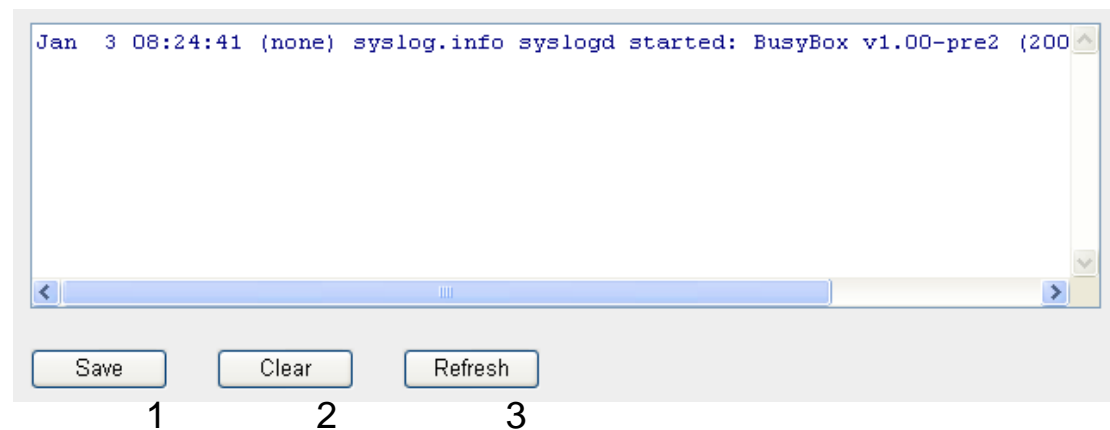 Jan  3 08:24:41 (none) syslog.info syslogd started: BusyBox v1.00-pre2 (200
Save Clear Refresh
1 2 3